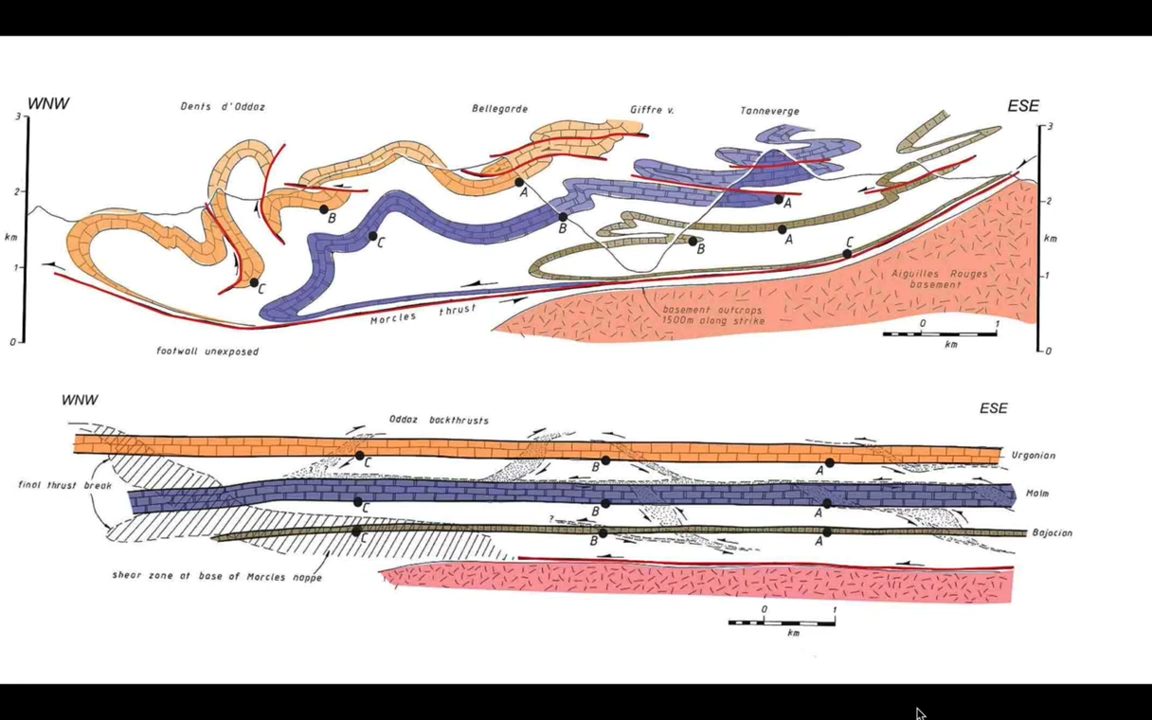 WNW
Dents d'Oddaz
Bellegarde
Giffre v.
Tanneverge
ESE
3
3
2
2
km
km
1
1
0
0
A
B
C
C
B
A
A
B
C
Aiguilles Rouges
basement
basement outcrops
1500m along strike
Morcles thrust
footwall unexposed
0 1
km
WNW
ESE
Oddaz backthrusts
C
B
A
Urgonian
final thrust break
?
C
B
A
Malm
?
C
B
A
Bajocian
shear zone at base of Morcles nappe
0 1
km